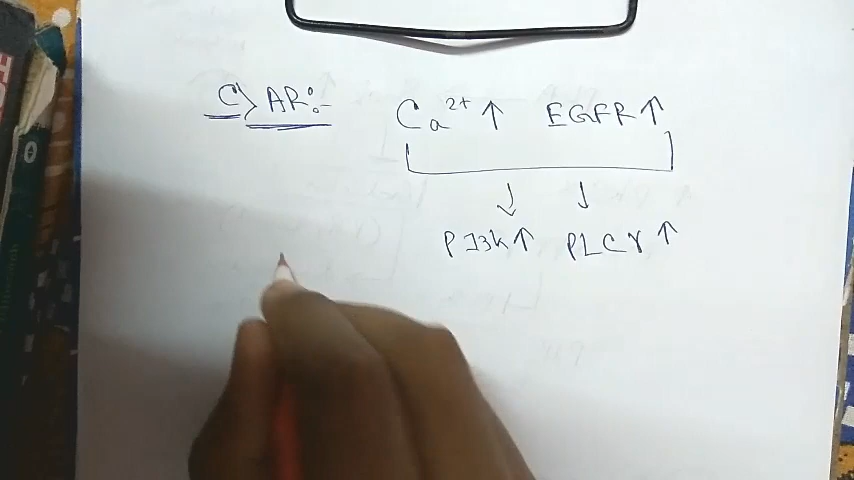 C> AR:- Ca²⁺↑ EGFR↑
↓ ↓
PI3K↑ PLCγ↑